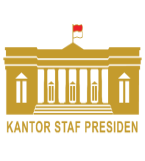 KANTOR STAF PRESIDEN